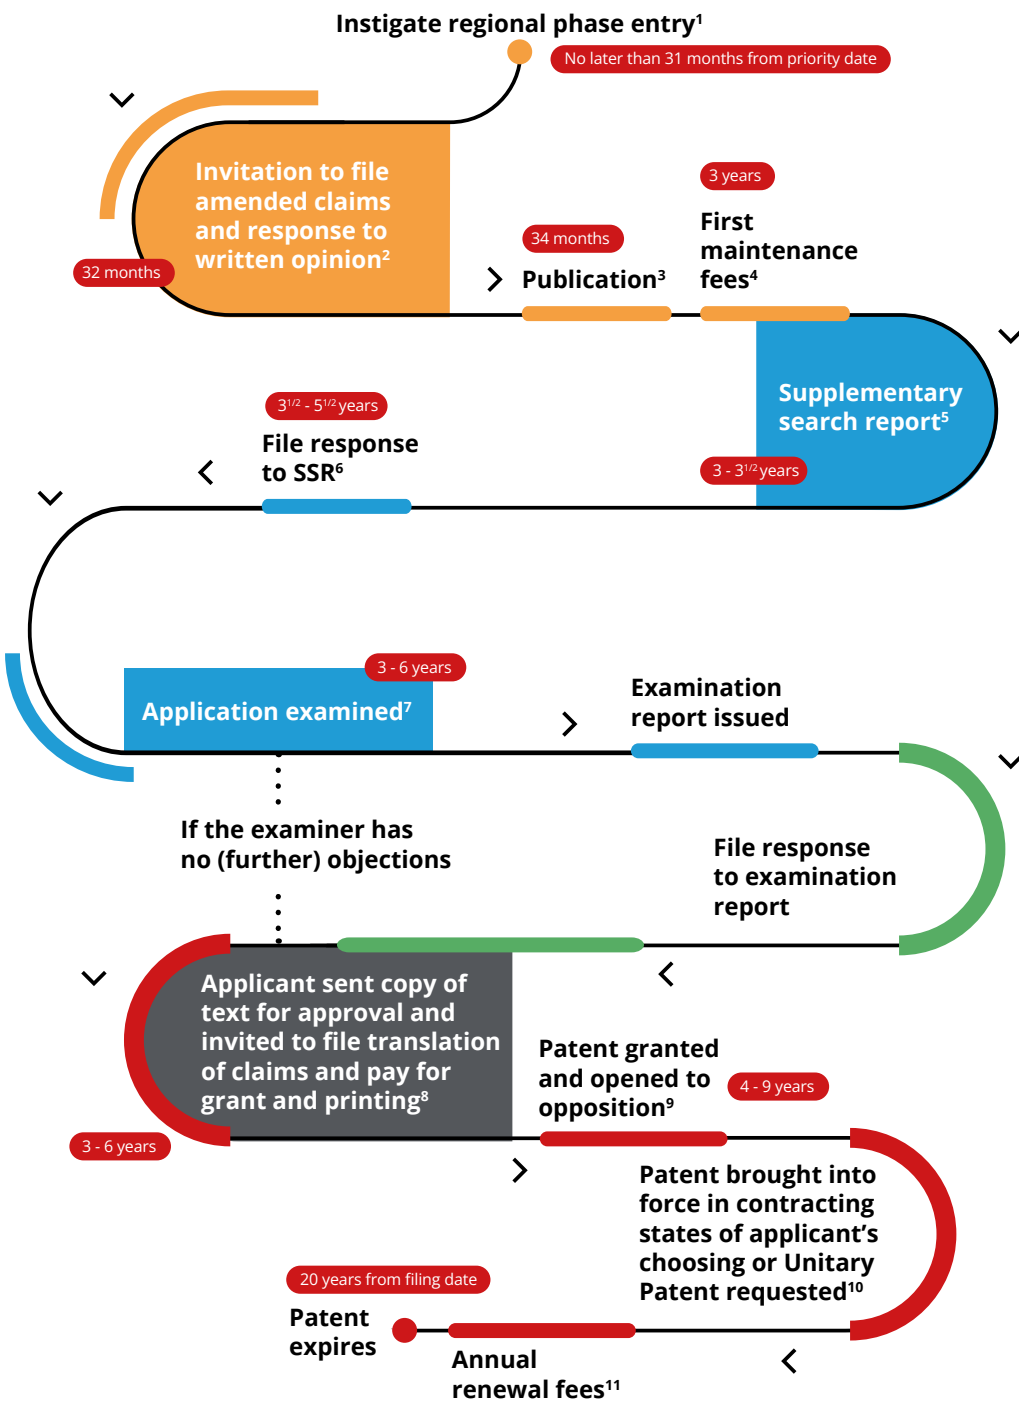 Instigate regional phase entry¹
No later than 31 months from priority date
Invitation to file
amended claims
and response to
written opinion²
32 months
34 months
Publication³
3 years
First
maintenance
fees⁴
Supplementary
search report⁵
3 - 3¹/² years
3¹/² - 5¹/² years
File response
to SSR⁶
3 - 6 years
Application examined⁷
Examination
report issued
If the examiner has
no (further) objections
File response
to examination
report
Applicant sent copy of
text for approval and
invited to file translation
of claims and pay for
grant and printing⁸
3 - 6 years
Patent granted
and opened to
opposition⁹
4 - 9 years
Patent brought into
force in contracting
states of applicant's
choosing or Unitary
Patent requested¹⁰
20 years from filing date
Patent
expires
Annual
renewal fees¹¹